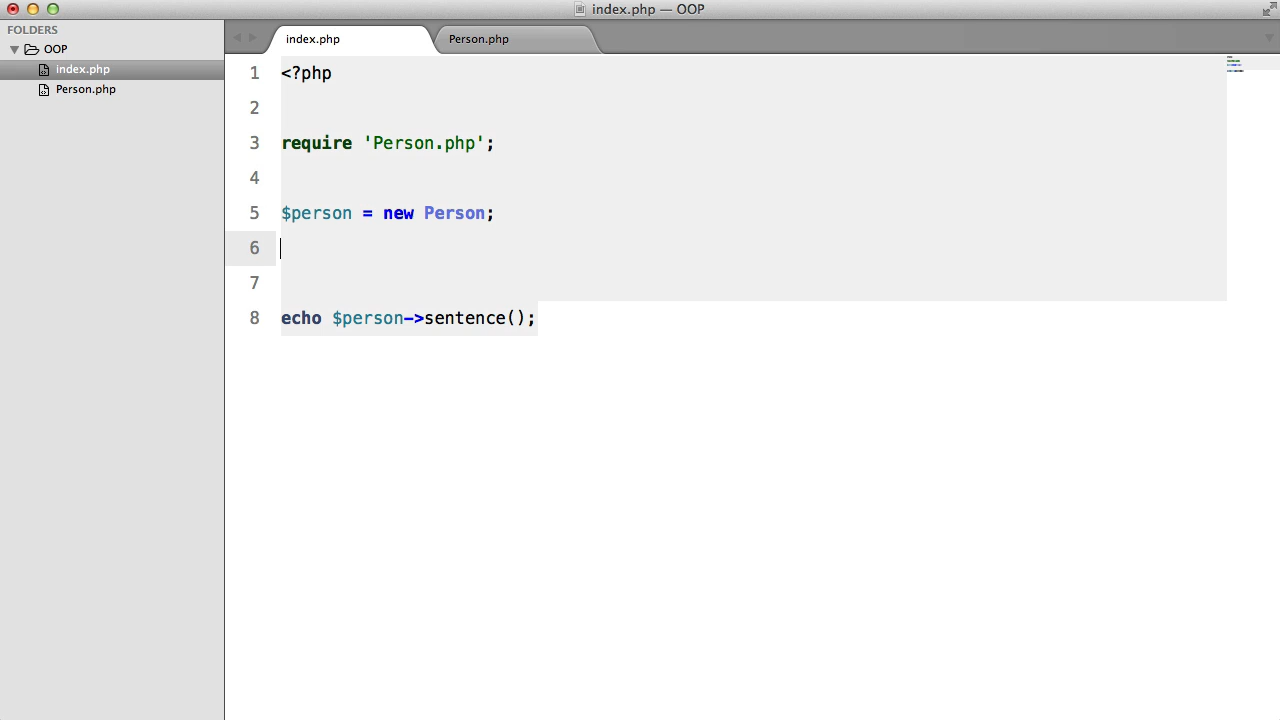 index.php — OOP
FOLDERS
OOP
index.php
Person.php
index.php
Person.php
1 <?php
2
3 require 'Person.php';
4
5 $person = new Person;
6
7
8 echo $person->sentence();